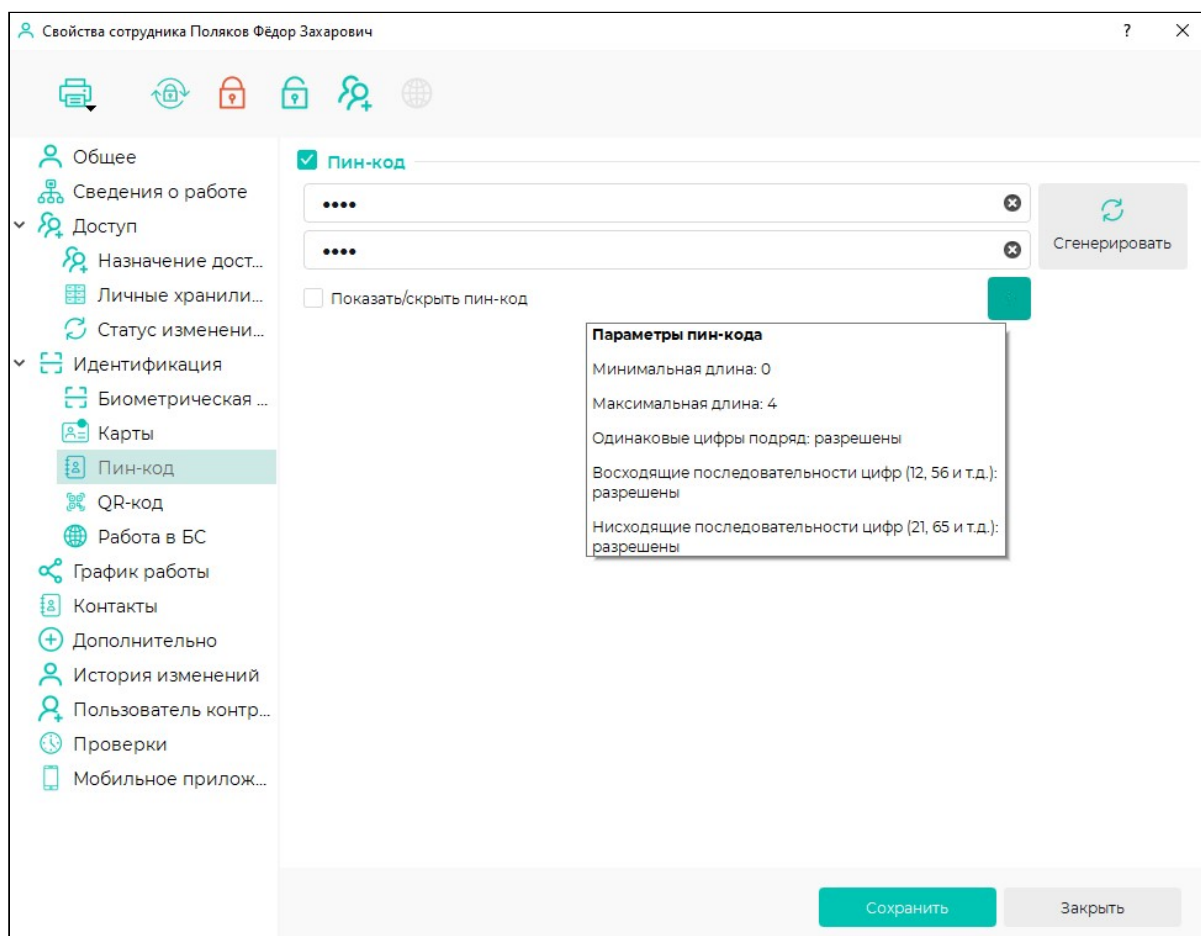 Свойства сотрудника Поляков Фёдор Захарович
?
Общее
Сведения о работе
Доступ
Назначение дост...
Личные хранили...
Статус изменени...
Идентификация
Биометрическая ...
Карты
Пин-код
QR-код
Работа в БС
График работы
Контакты
Дополнительно
История изменений
Пользователь контр...
Проверки
Мобильное прилож...
Пин-код
••••
••••
Сгенерировать
Показать/скрыть пин-код
Параметры пин-кода
Минимальная длина: 0
Максимальная длина: 4
Одинаковые цифры подряд: разрешены
Восходящие последовательности цифр (12, 56 и т.д.):
разрешены
Нисходящие последовательности цифр (21, 65 и т.д.):
разрешены
Сохранить
Закрыть